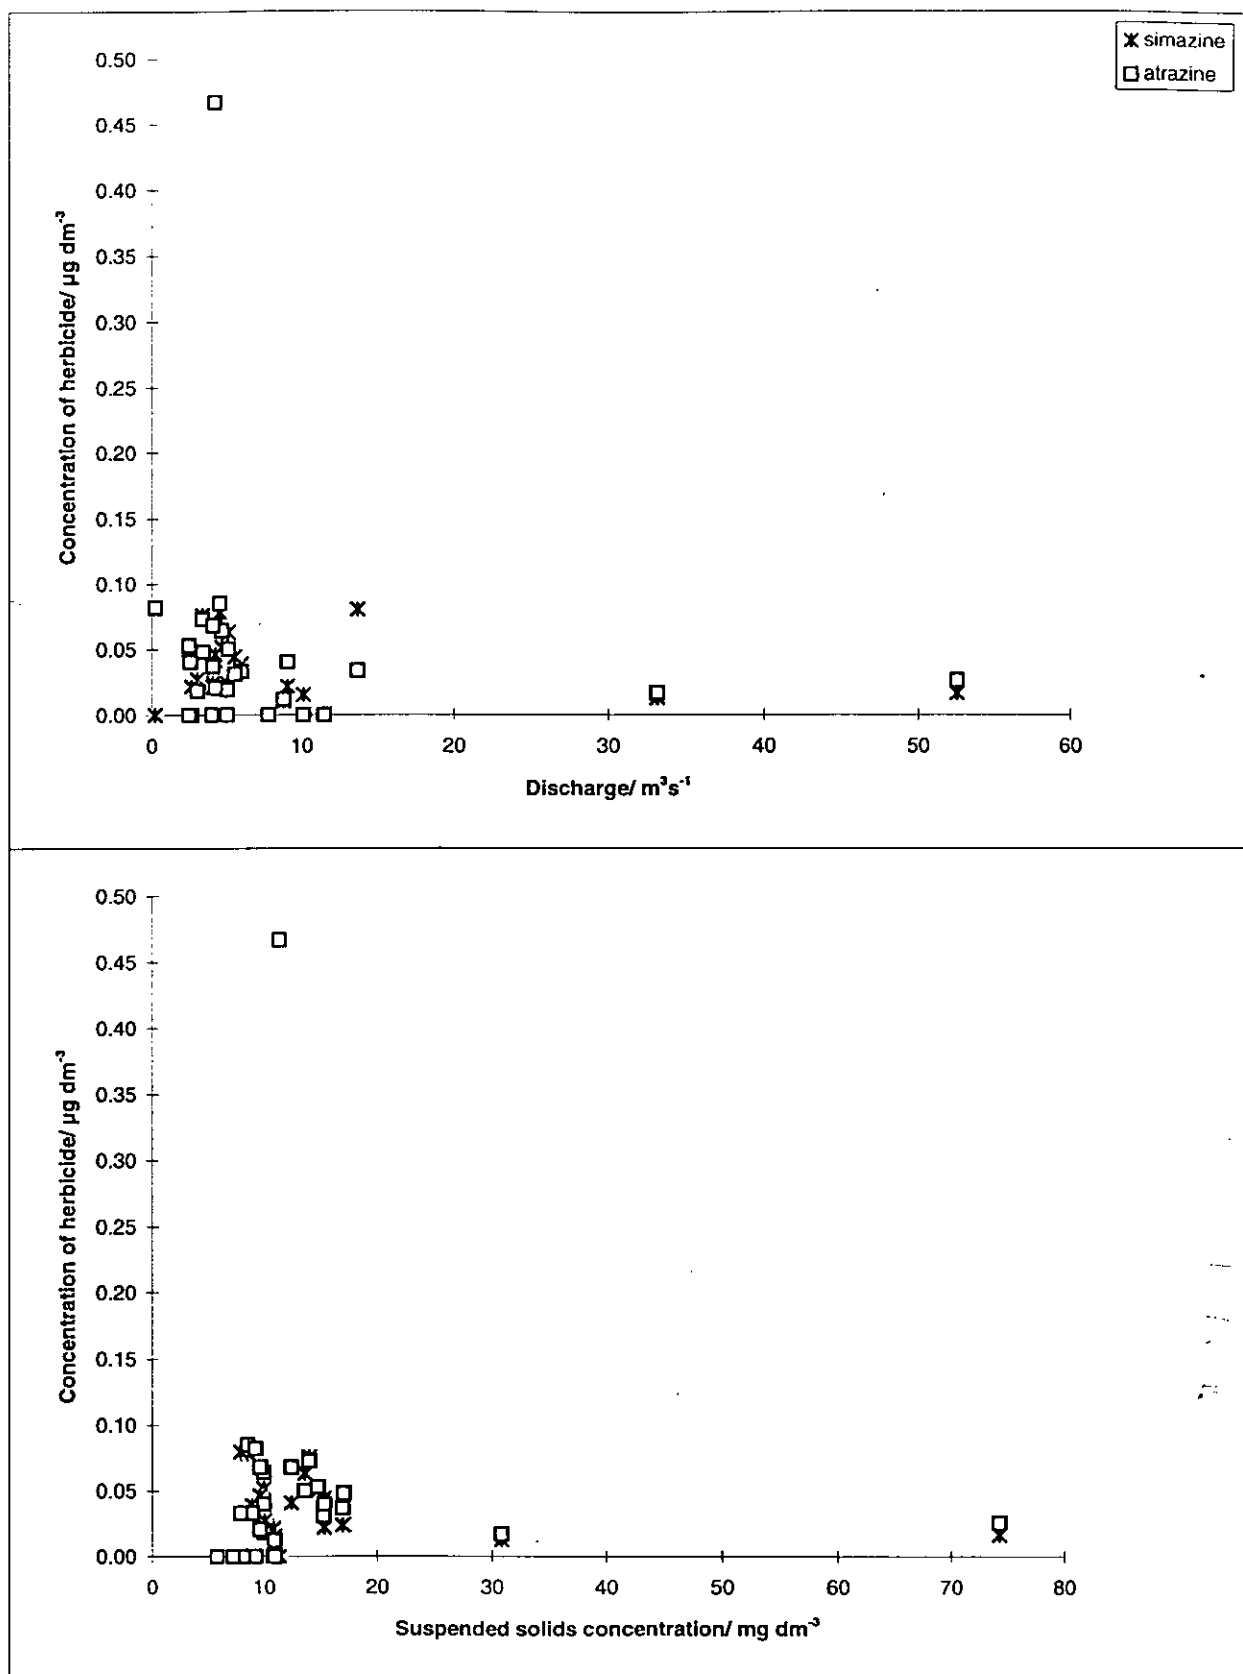 simazine
atrazine
0.50
0.45
0.40
0.35
0.30
0.25
0.20
0.15
0.10
0.05
0.00
Concentration of herbicide/ µg dm⁻³
0 10 20 30 40 50 60
Discharge/ m³s⁻¹
0.50
0.45
0.40
0.35
0.30
0.25
0.20
0.15
0.10
0.05
0.00
Concentration of herbicide/ µg dm⁻³
0 10 20 30 40 50 60 70 80
Suspended solids concentration/ mg dm⁻³